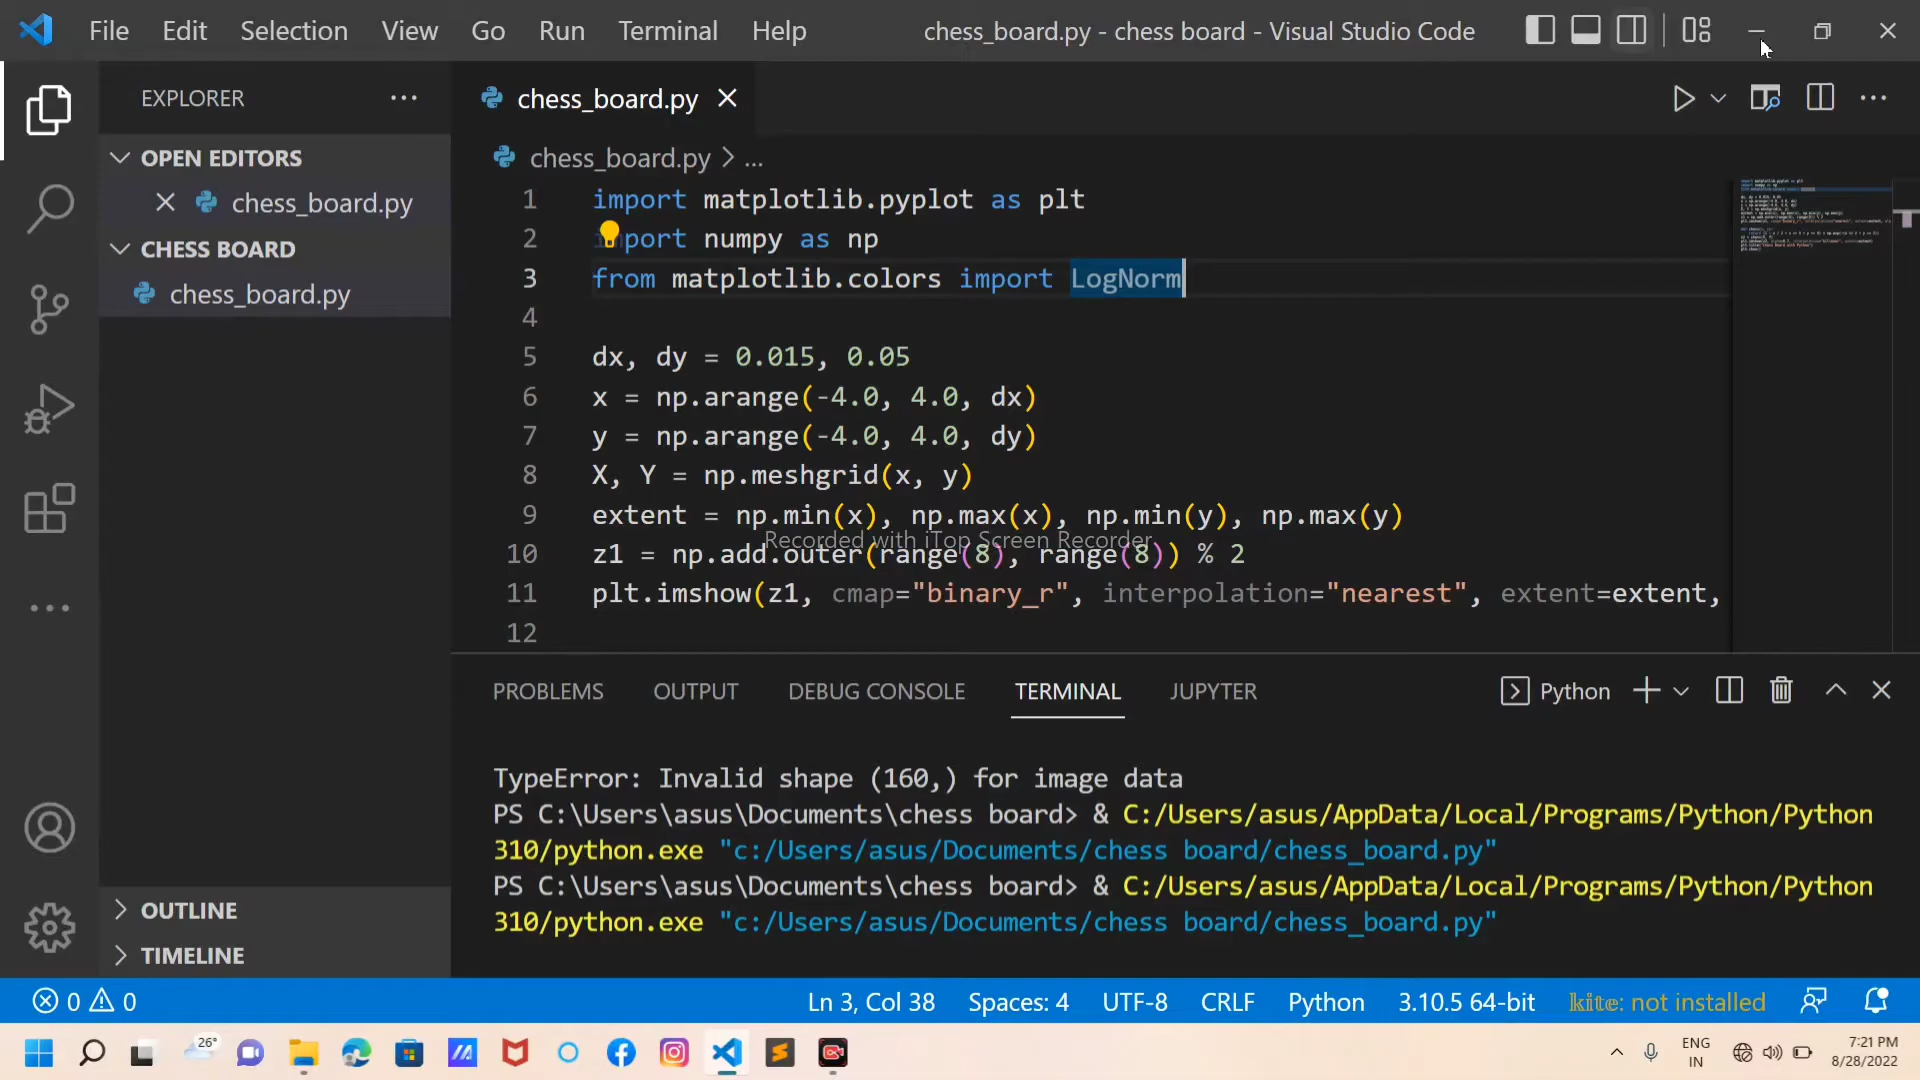 File Edit Selection View Go Run Terminal Help chess_board.py - chess board - Visual Studio Code
EXPLORER
chess_board.py
OPEN EDITORS
chess_board.py
CHESS BOARD
chess_board.py
OUTLINE
TIMELINE
chess_board.py > ...
1 import matplotlib.pyplot as plt
2 import numpy as np
3 from matplotlib.colors import LogNorm
4
5 dx, dy = 0.015, 0.05
6 x = np.arange(-4.0, 4.0, dx)
7 y = np.arange(-4.0, 4.0, dy)
8 X, Y = np.meshgrid(x, y)
9 extent = np.min(x), np.max(x), np.min(y), np.max(y)
Recorded with iTop Screen Recorder
10 z1 = np.add.outer(range(8), range(8)) % 2
11 plt.imshow(z1, cmap="binary_r", interpolation="nearest", extent=extent,
12
PROBLEMS OUTPUT DEBUG CONSOLE TERMINAL JUPYTER Python
TypeError: Invalid shape (160,) for image data
PS C:\Users\asus\Documents\chess board> & C:/Users/asus/AppData/Local/Programs/Python/Python
310/python.exe "c:/Users/asus/Documents/chess board/chess_board.py"
PS C:\Users\asus\Documents\chess board> & C:/Users/asus/AppData/Local/Programs/Python/Python
310/python.exe "c:/Users/asus/Documents/chess board/chess_board.py"
0 0 Ln 3, Col 38 Spaces: 4 UTF-8 CRLF Python 3.10.5 64-bit kite: not installed
26°
ENG
IN
7:21 PM
8/28/2022